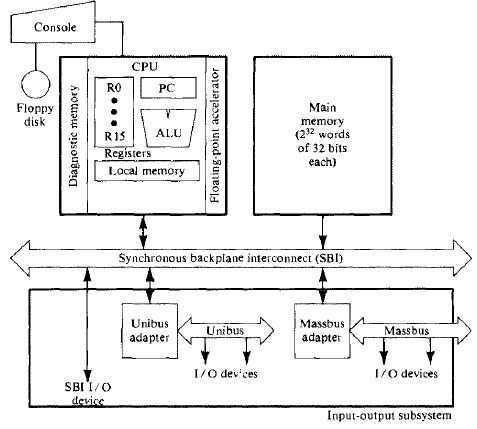 Console
Floppy
disk
CPU
Diagnostic memory
R0
R15
Registers
PC
ALU
Local memory
Floating-point accelerator
Main
memory
(2³² words
of 32 bits
each)
Synchronous backplane interconnect (SBI)
Unibus
adapter
Unibus
I/O devices
Massbus
adapter
Massbus
I/O devices
SBI I/O
device
Input-output subsystem